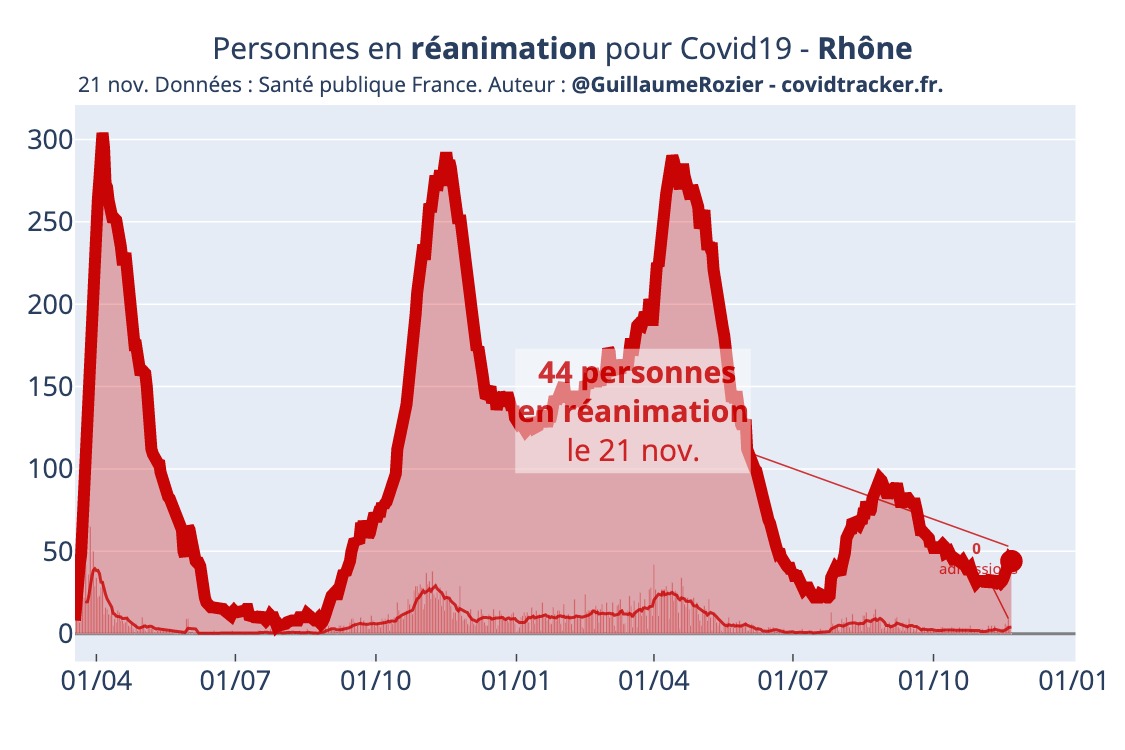 Personnes en réanimation pour Covid19 - Rhône
21 nov. Données : Santé publique France. Auteur : @GuillaumeRozier - covidtracker.fr.
300
250
200
150
100
50
0
44 personnes
en réanimation
le 21 nov.
0
admissions
01/04
01/07
01/10
01/01
01/04
01/07
01/10
01/01